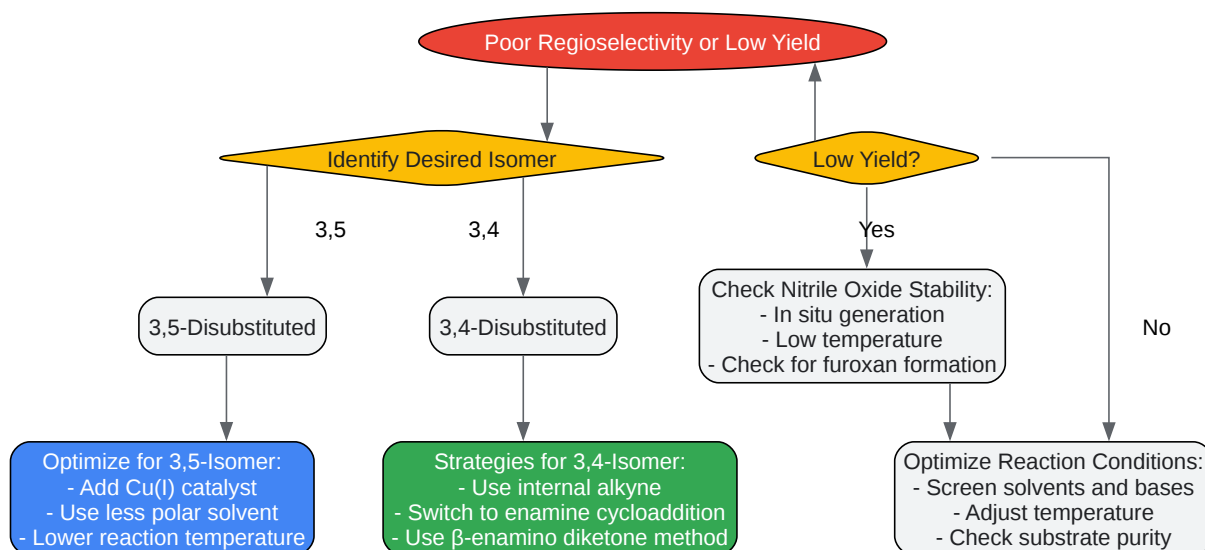 Poor Regioselectivity or Low Yield
Identify Desired Isomer
Low Yield?
3,5
3,4
Yes
3,5-Disubstituted
3,4-Disubstituted
Check Nitrile Oxide Stability:
- In situ generation
- Low temperature
- Check for furoxan formation
No
Optimize for 3,5-Isomer:
- Add Cu(I) catalyst
- Use less polar solvent
- Lower reaction temperature
Strategies for 3,4-Isomer:
- Use internal alkyne
- Switch to enamine cycloaddition
- Use β-enamino diketone method
Optimize Reaction Conditions:
- Screen solvents and bases
- Adjust temperature
- Check substrate purity